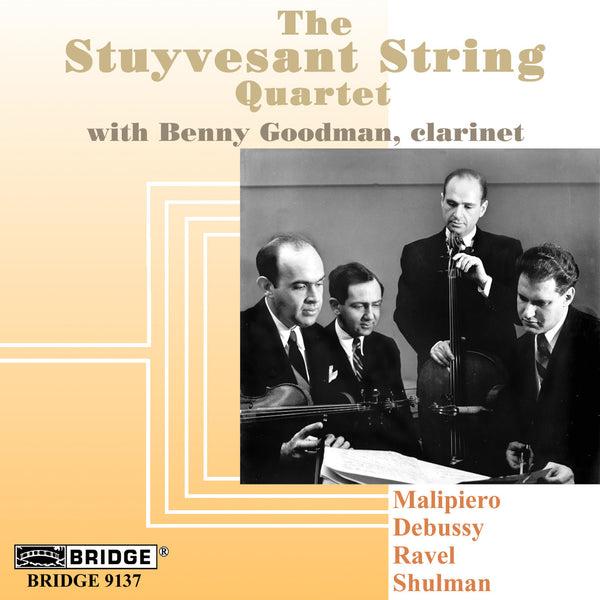 The
Stuyvesant String
Quartet
with Benny Goodman, clarinet
Malipiero
Debussy
Ravel
Shulman
BRIDGE®
BRIDGE 9137